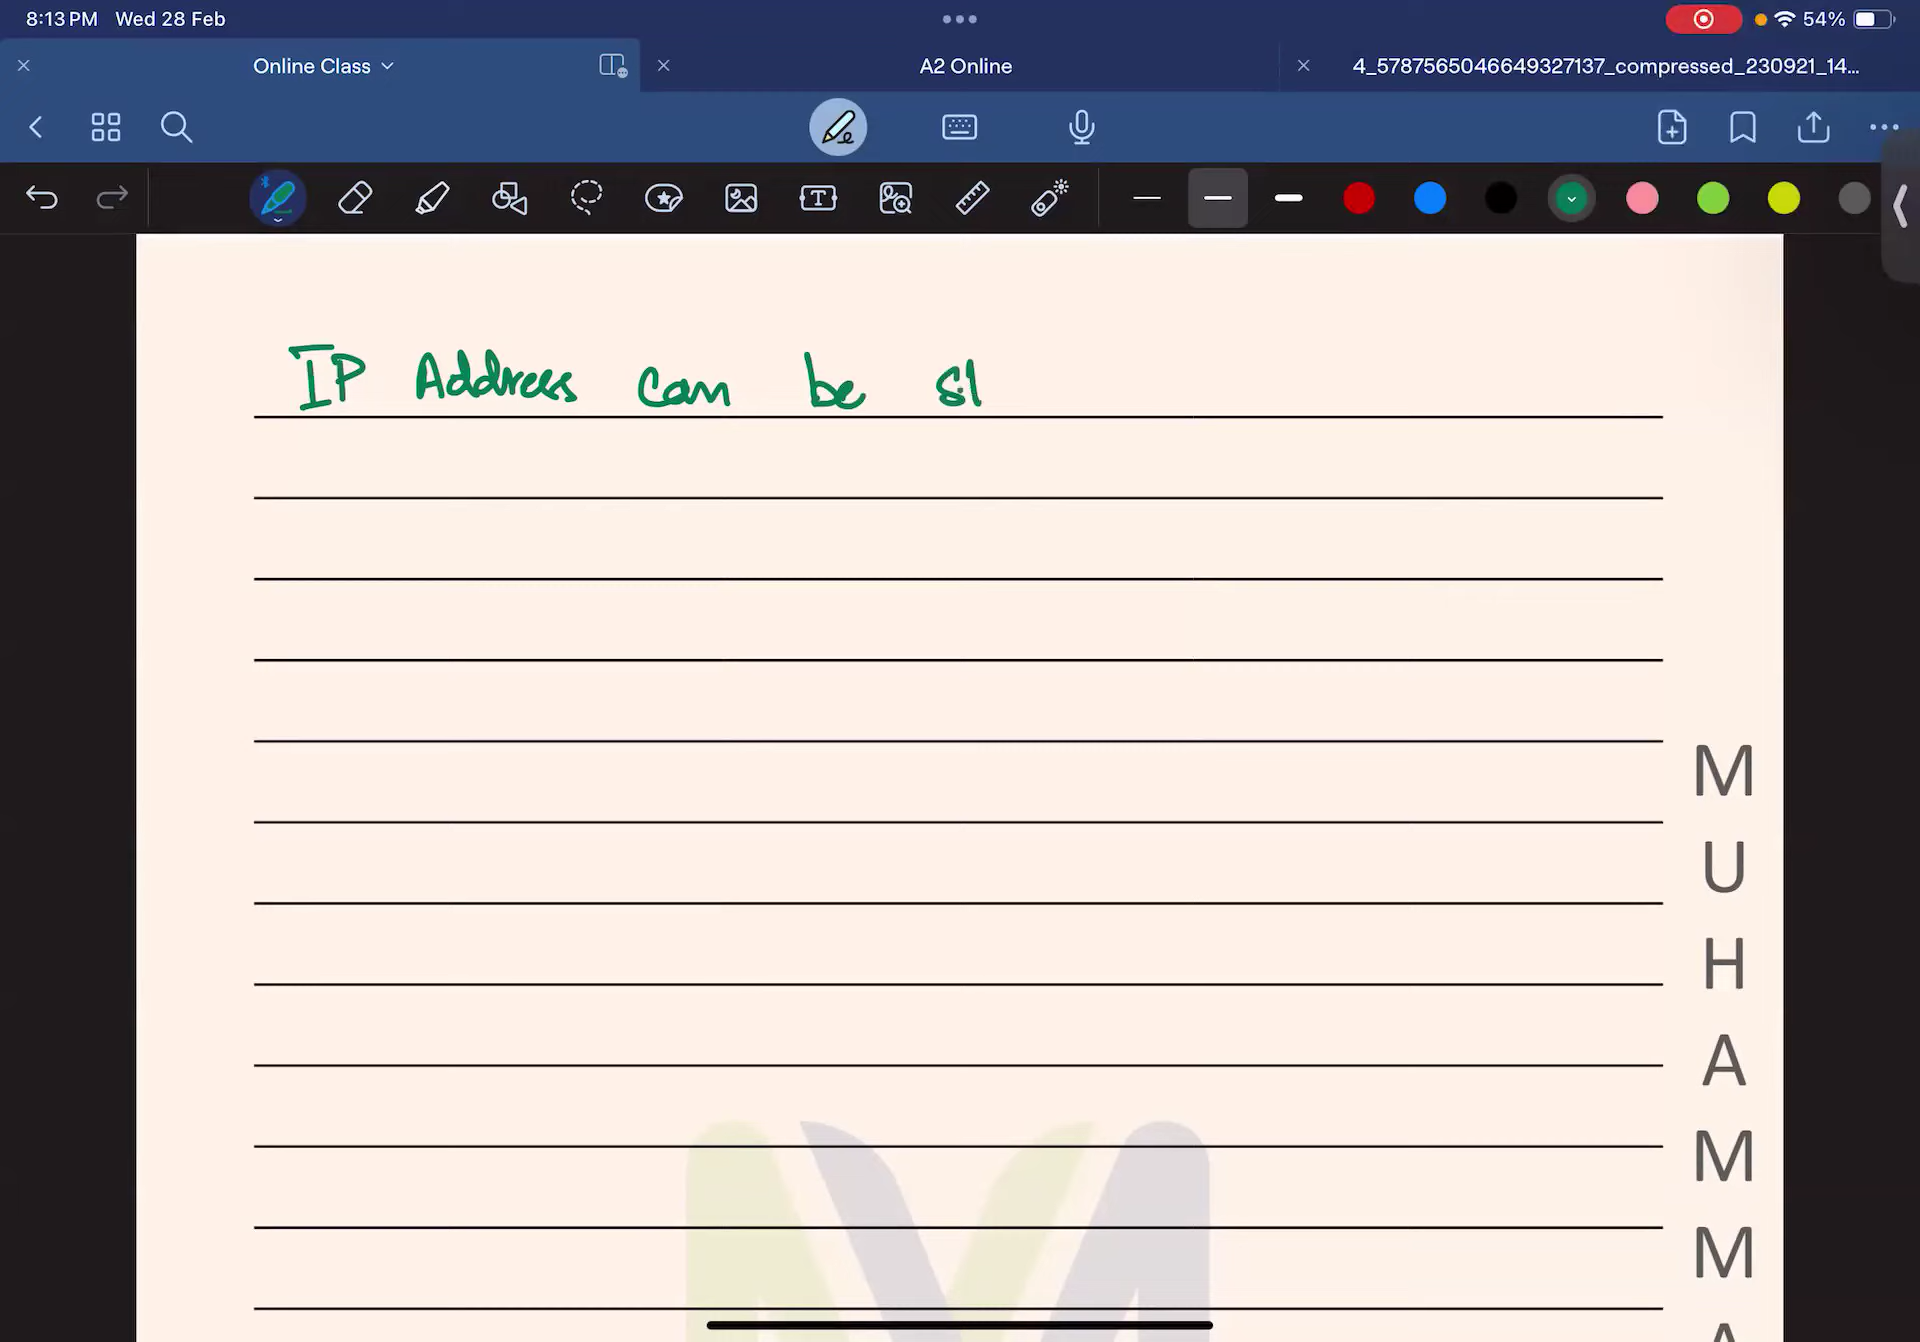 8:13 PM Wed 28 Feb
54%
Online Class
A2 Online
4_5787565046649327137_compressed_230921_14...
IP Address can be
M
U
H
A
M
M